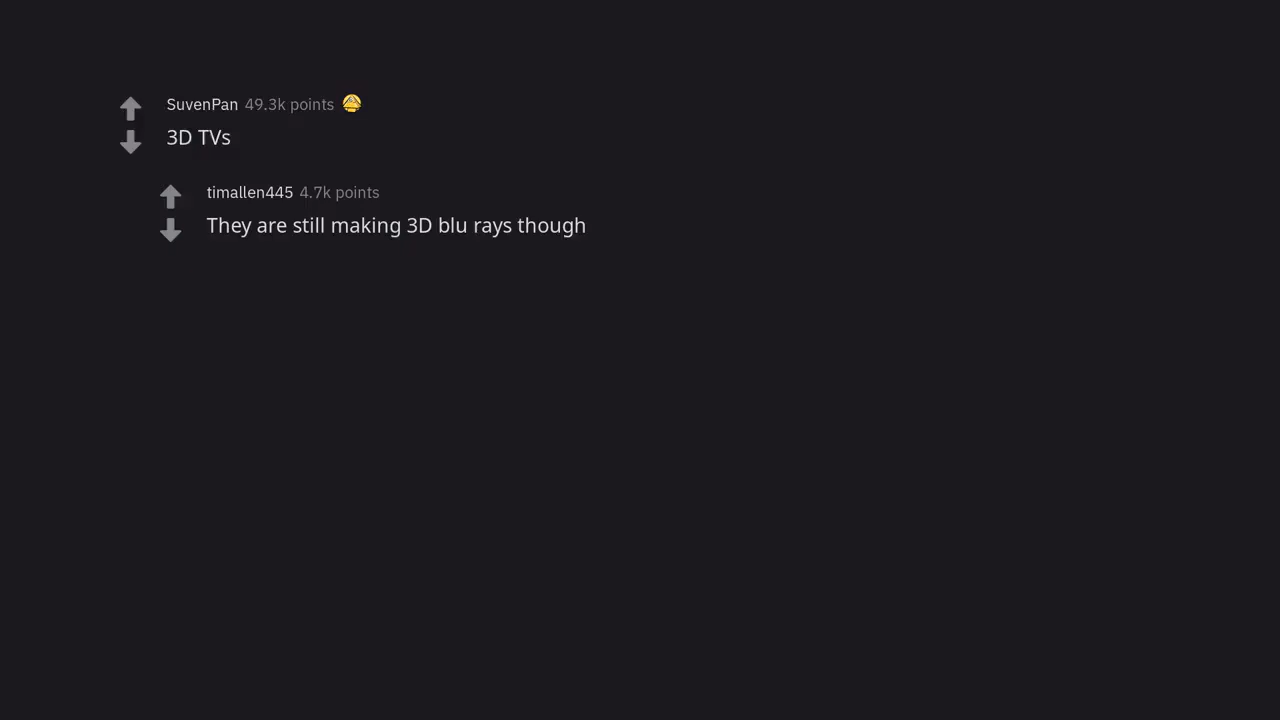 SuvenPan 49.3k points
3D TVs
timallen445 4.7k points
They are still making 3D blu rays though